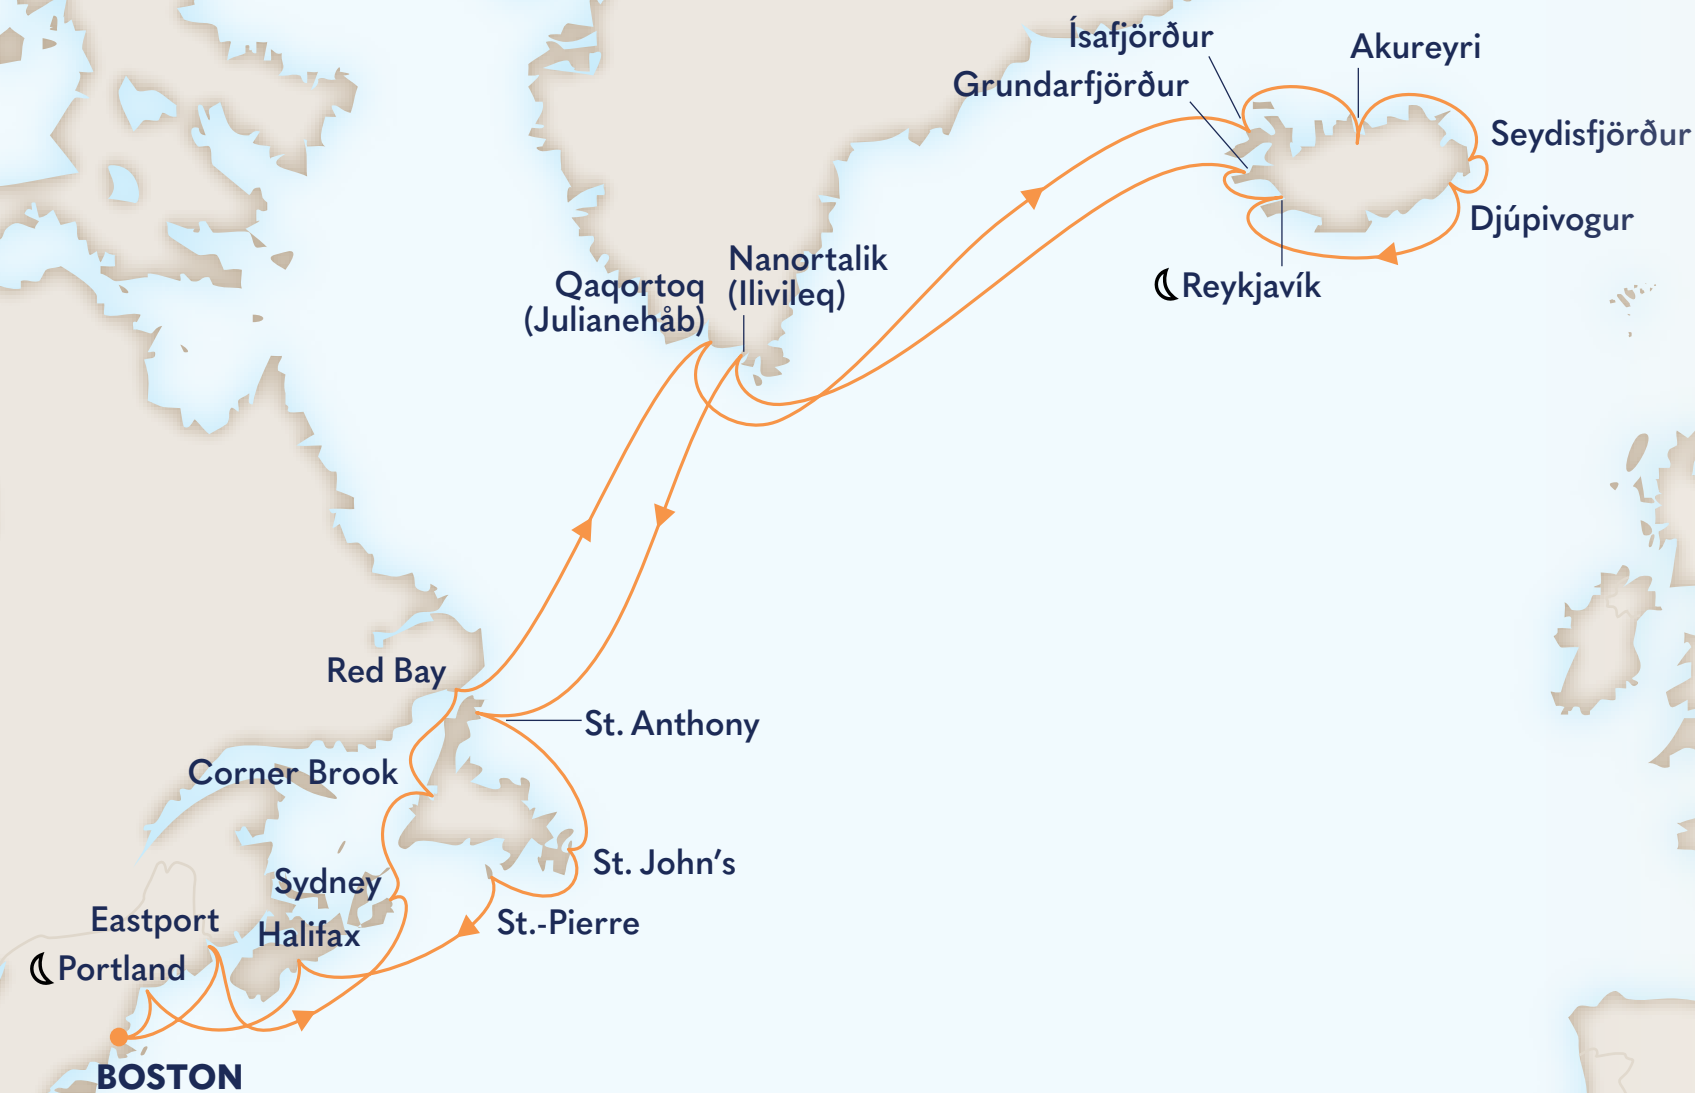 Ísafjörður
Akureyri
Grundarfjörður
Seydisfjörður
Djúpivogur
Reykjavík
Nanortalik
(Ilivileq)
Qaqortoq
(Julianehåb)
Red Bay
St. Anthony
Corner Brook
St. John's
Sydney
St.-Pierre
Eastport
Halifax
Portland
BOSTON